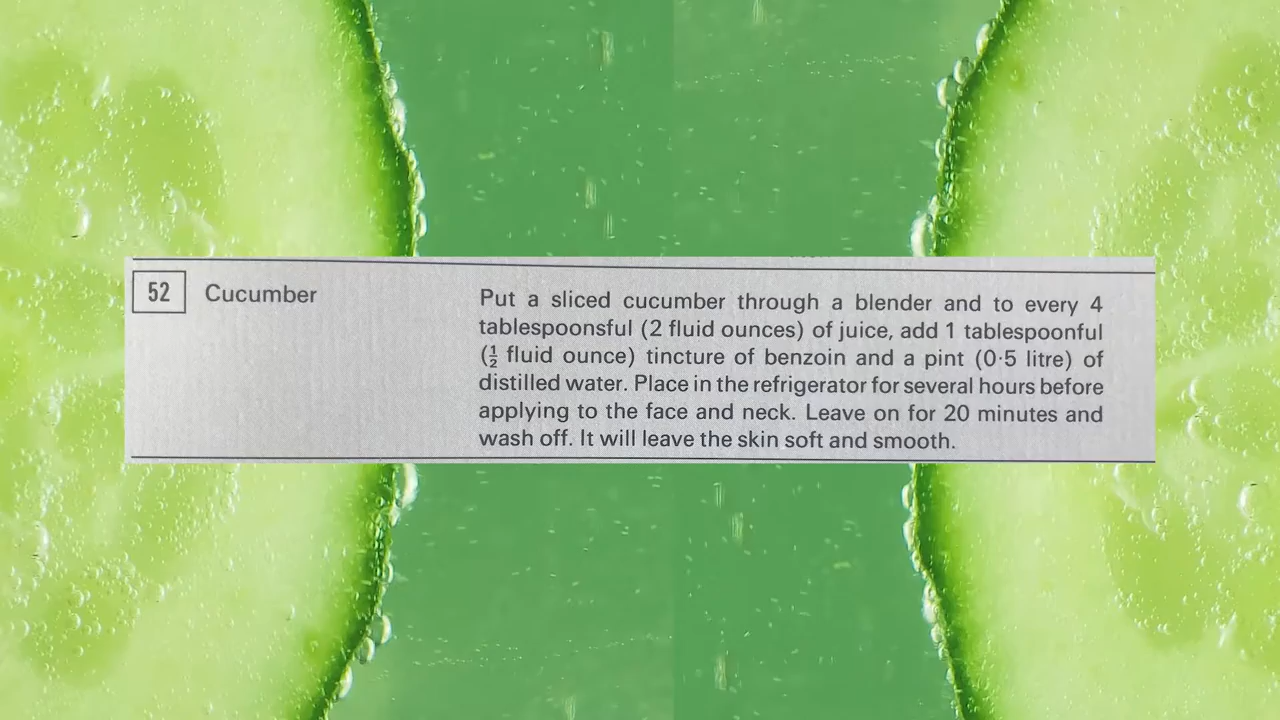 52 Cucumber
Put a sliced cucumber through a blender and to every 4
tablespoonsful (2 fluid ounces) of juice, add 1 tablespoonful
(½ fluid ounce) tincture of benzoin and a pint (0·5 litre) of
distilled water. Place in the refrigerator for several hours before
applying to the face and neck. Leave on for 20 minutes and
wash off. It will leave the skin soft and smooth.